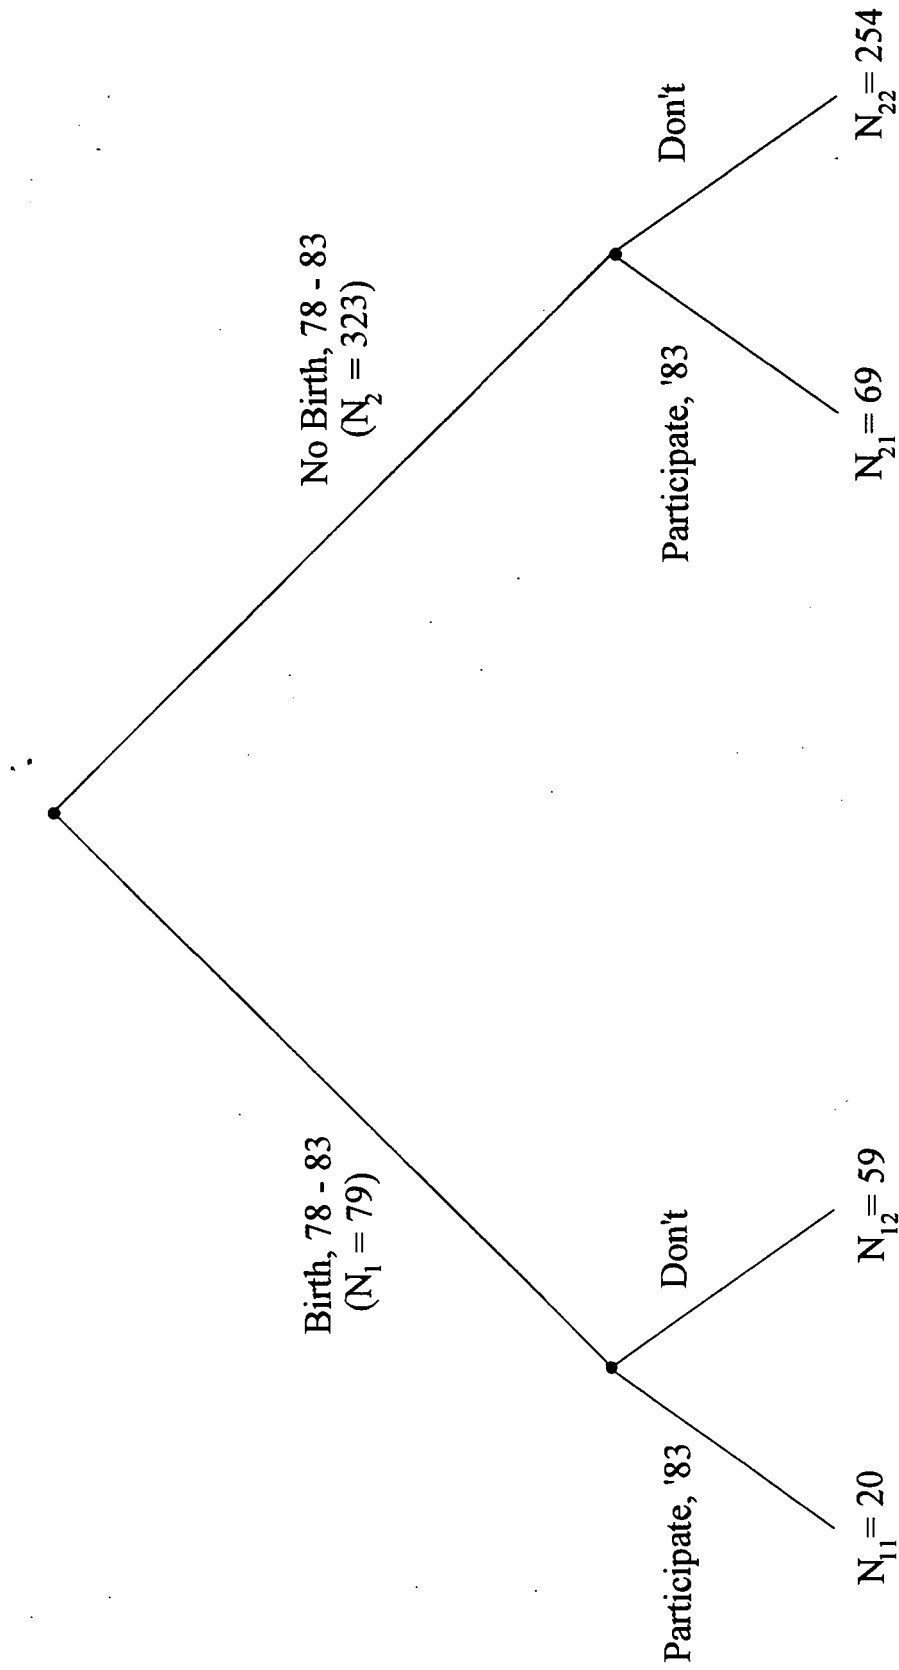 Birth, 78 - 83
(N₁ = 79)
No Birth, 78 - 83
(N₂ = 323)
Participate, '83
Don't
Participate, '83
Don't
N₁₁ = 20
N₁₂ = 59
N₂₁ = 69
N₂₂ = 254